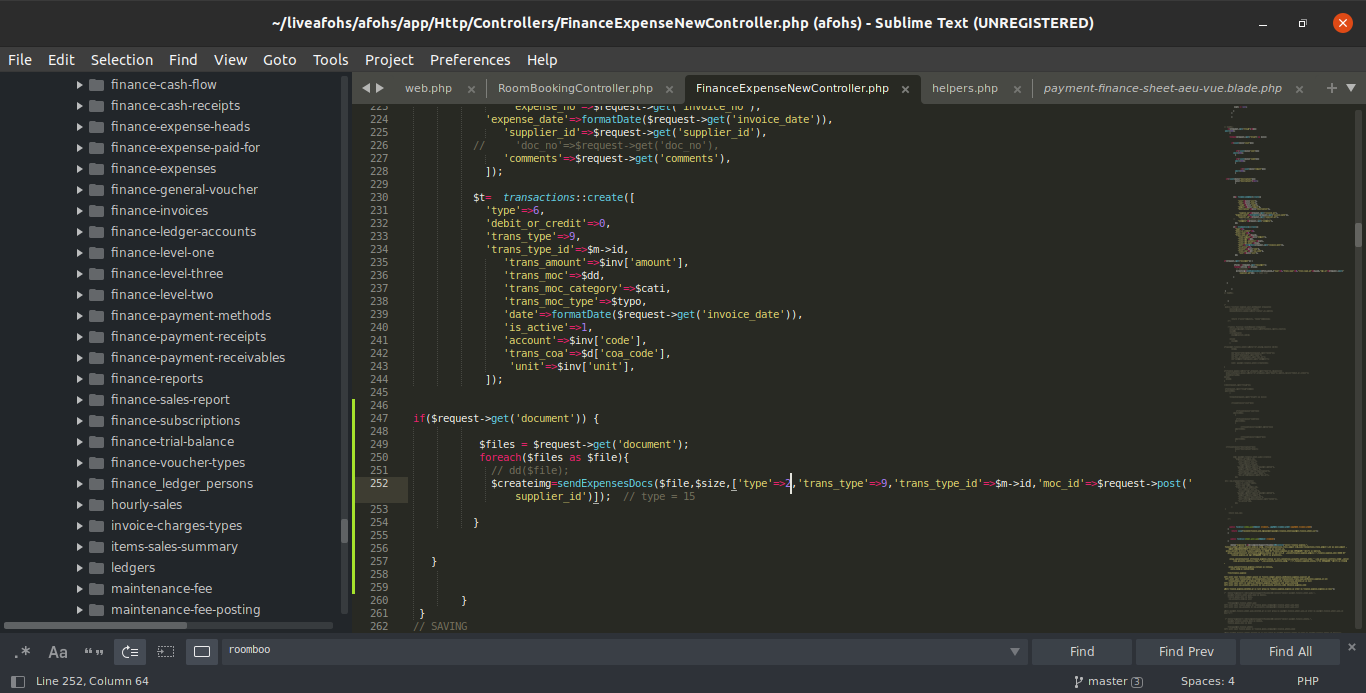 ~/liveafohs/afohs/app/Http/Controllers/FinanceExpenseNewController.php (afohs) - Sublime Text (UNREGISTERED)
File Edit Selection Find View Goto Tools Project Preferences Help
finance-cash-flow
finance-cash-receipts
finance-expense-heads
finance-expense-paid-for
finance-expenses
finance-general-voucher
finance-invoices
finance-ledger-accounts
finance-level-one
finance-level-three
finance-level-two
finance-payment-methods
finance-payment-receipts
finance-payment-receivables
finance-reports
finance-sales-report
finance-subscriptions
finance-trial-balance
finance-voucher-types
finance_ledger_persons
hourly-sales
invoice-charges-types
items-sales-summary
ledgers
maintenance-fee
maintenance-fee-posting
web.php × RoomBookingController.php × FinanceExpenseNewController.php × helpers.php × payment-finance-sheet-aeu-vue.blade.php × +
223 'expense_no'=>$request->get('invoice_no'),
224 'expense_date'=>formatDate($request->get('invoice_date')),
225 'supplier_id'=>$request->get('supplier_id'),
226 // 'doc_no'=>$request->get('doc_no'),
227 'comments'=>$request->get('comments'),
228 ]);
229
230 $t= transactions::create([
231 'type'=>6,
232 'debit_or_credit'=>0,
233 'trans_type'=>9,
234 'trans_type_id'=>$m->id,
235 'trans_amount'=>$inv['amount'],
236 'trans_moc'=>$dd,
237 'trans_moc_category'=>$cati,
238 'trans_moc_type'=>$typo,
239 'date'=>formatDate($request->get('invoice_date')),
240 'is_active'=>1,
241 'account'=>$inv['code'],
242 'trans_coa'=>$d['coa_code'],
243 'unit'=>$inv['unit'],
244 ]);
245
246
247 if($request->get('document')) {
248
249 $files = $request->get('document');
250 foreach($files as $file){
251 // dd($file);
252 $createimg=sendExpensesDocs($file,$size,['type'=>2,'trans_type'=>9,'trans_type_id'=>$m->id,'moc_id'=>$request->post('
supplier_id')]); // type = 15
253
254 }
255
256
257 }
258
259
260 }
261 }
262 // SAVING
.* Aa “” roomboo Find Find Prev Find All ×
Line 252, Column 64 master 3 Spaces: 4 PHP